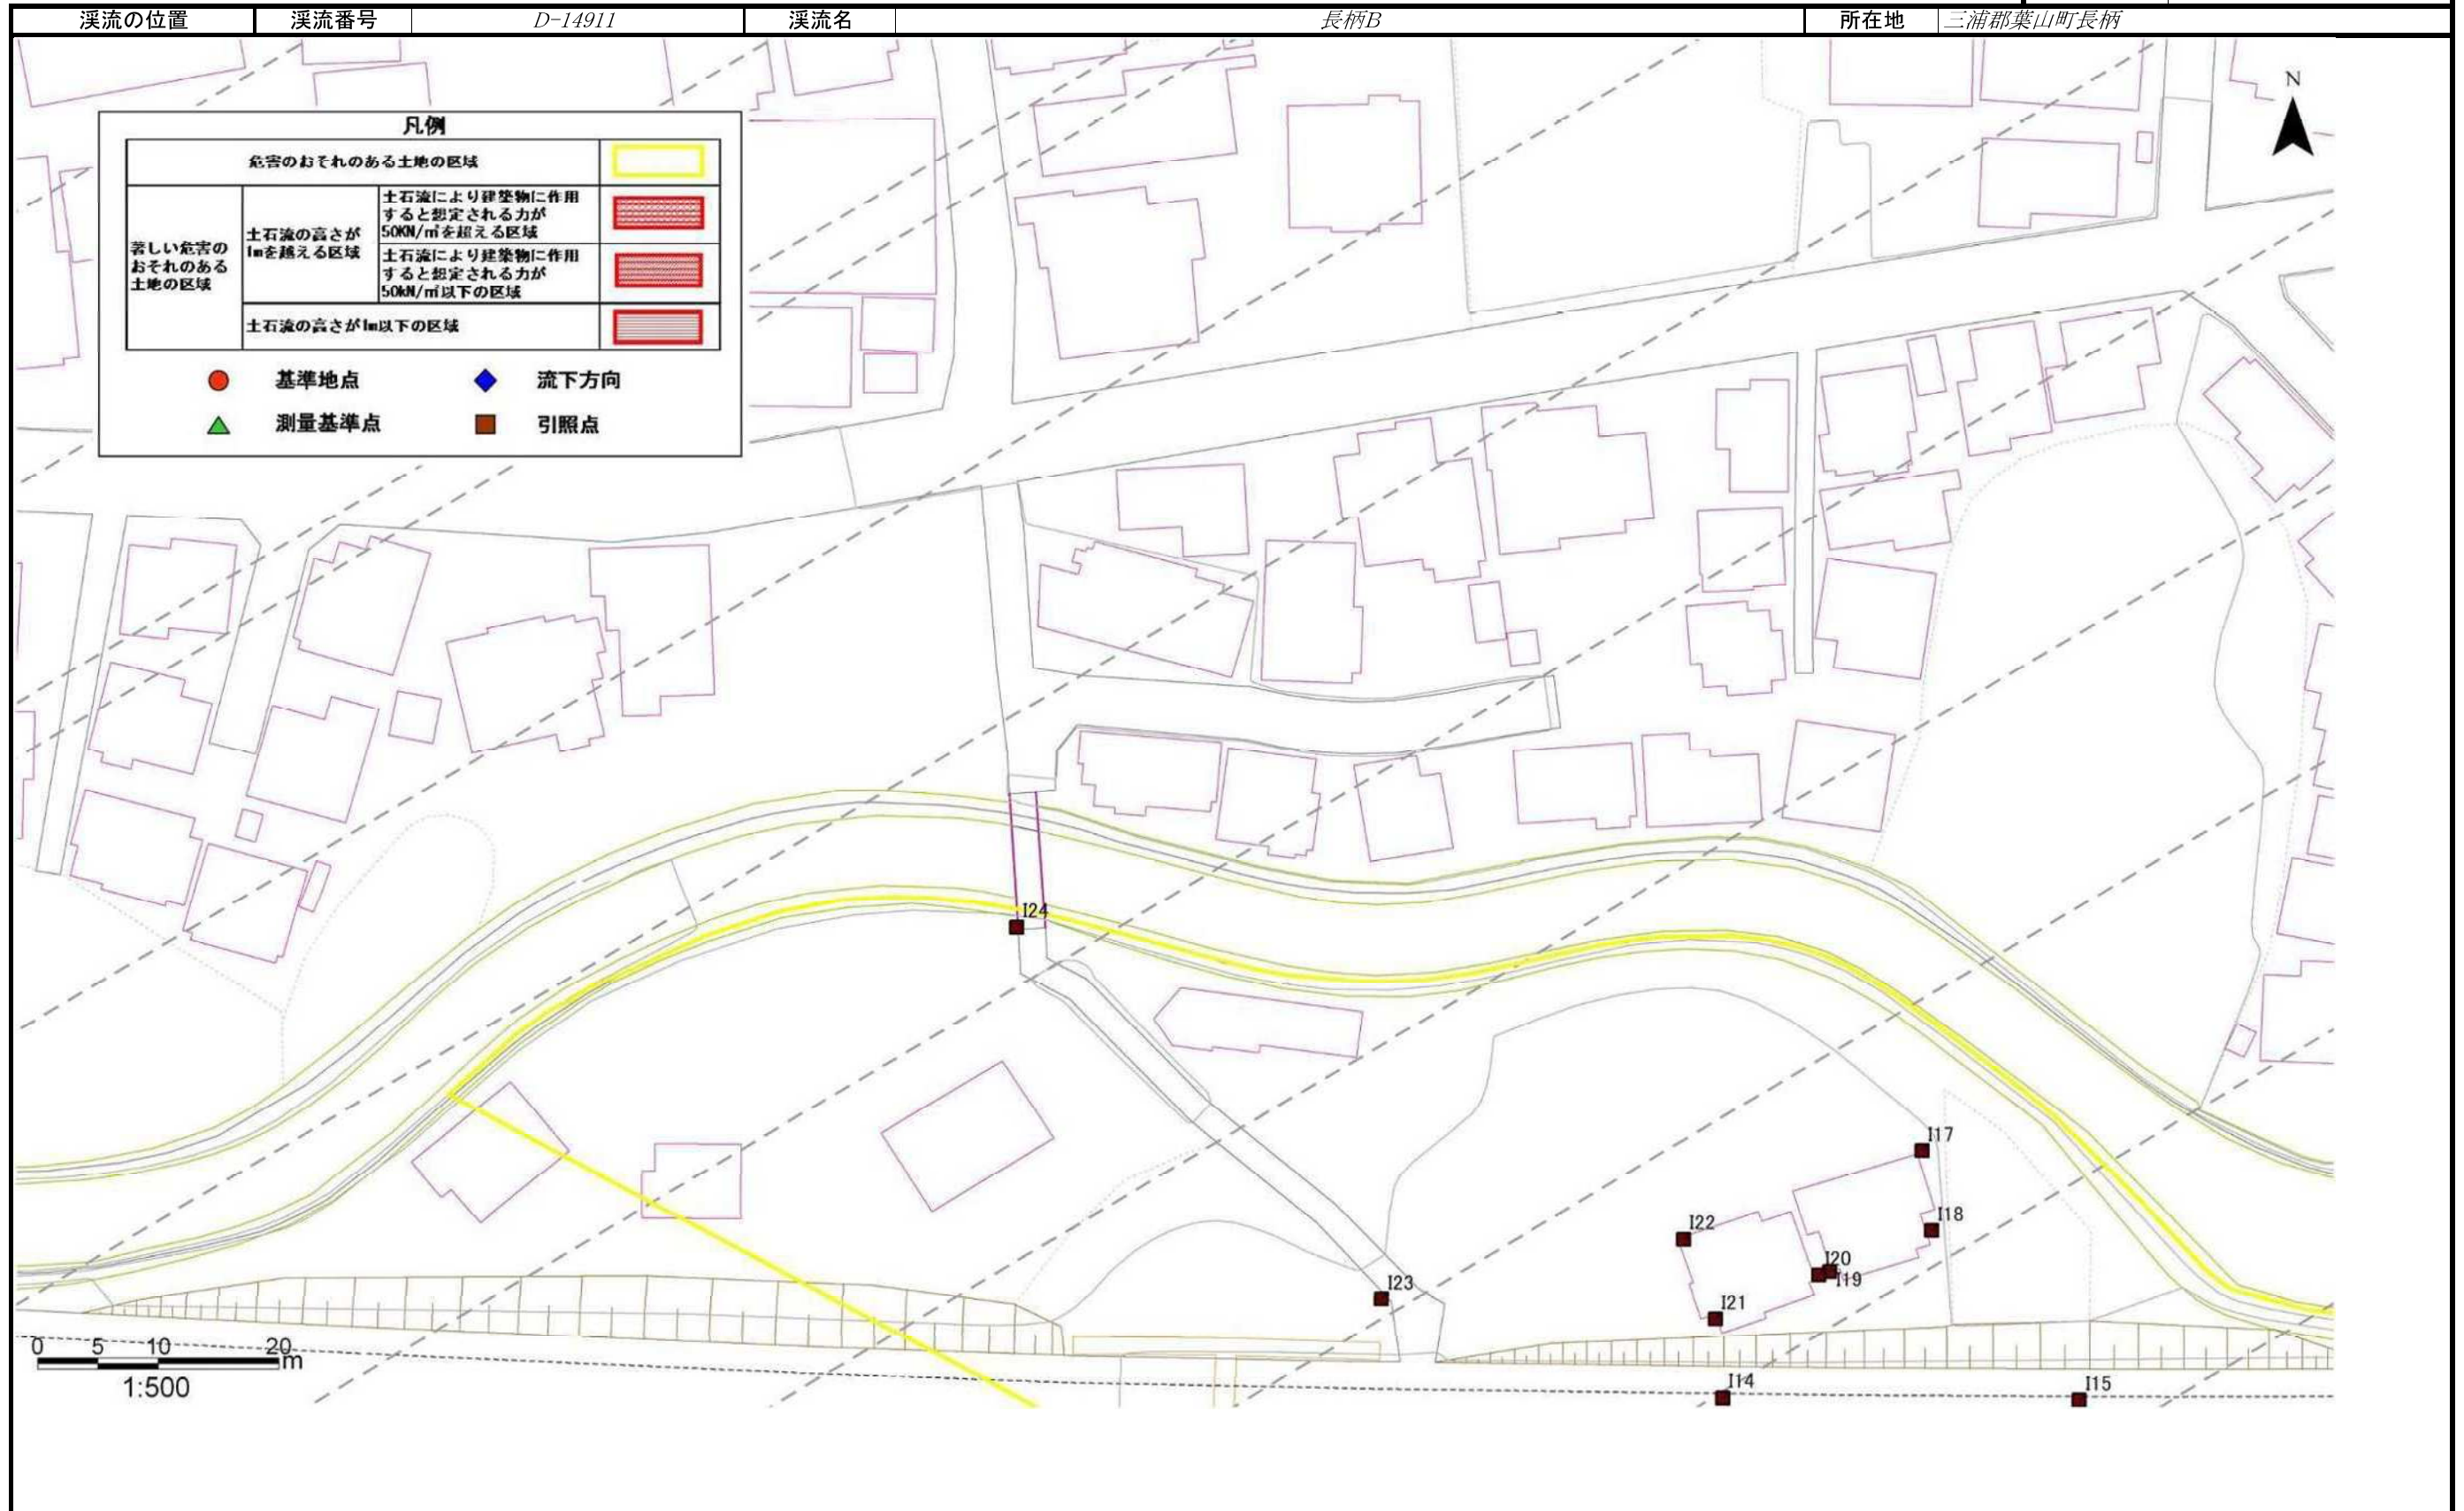 渓流の位置 渓流番号 D-14911 渓流名 長柄B 所在地 三浦郡葉山町長柄
N
凡例
危害のおそれのある土地の区域
著しい危害の
おそれのある
土地の区域
土石流の高さが
1mを越える区域
土石流により建築物に作用
すると想定される力が
50KN/㎡を超える区域
土石流により建築物に作用
すると想定される力が
50kN/㎡以下の区域
土石流の高さが1m以下の区域
基準地点 流下方向
測量基準点 引照点
I24
I17
I18
I22
I20
I19
I23
I21
I14
I15
0 5 10 20
m
1:500